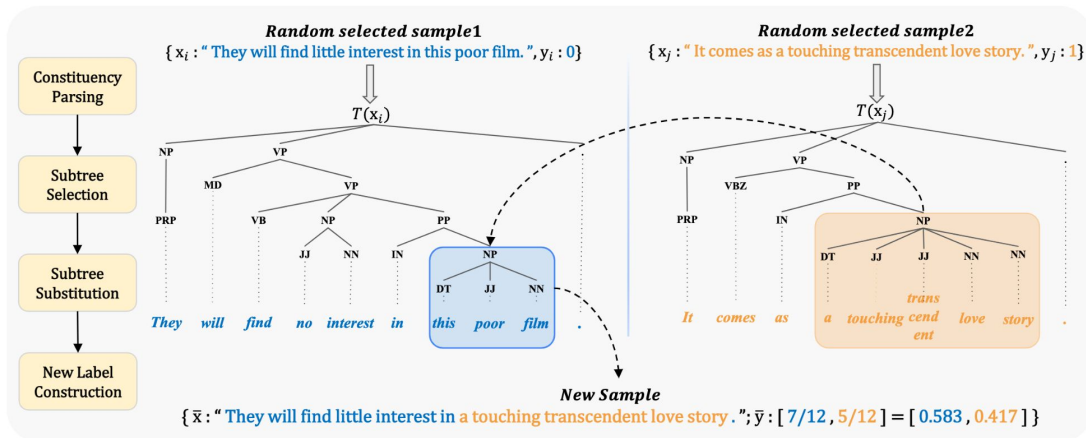 Random selected sample1
Random selected sample2
{ xᵢ : “ They will find little interest in this poor film. ”, yᵢ : 0}
{ xⱼ : “ It comes as a touching transcendent love story. ”, yⱼ : 1}
Constituency
Parsing
T(xᵢ)
T(xⱼ)
NP VP .
NP VP .
MD VP
VBZ PP
Subtree
Selection
PRP VB NP PP
PRP IN NP
JJ NN IN NP
DT JJ JJ NN NN
DT JJ NN
Subtree
Substitution
They will find no interest in this poor film .
It comes as a touching trans
cend
ent love story .
New Label
Construction
New Sample
{ x̄ : “ They will find little interest in a touching transcendent love story . ”; ȳ : [ 7/12 , 5/12 ] = [ 0.583 , 0.417 ] }